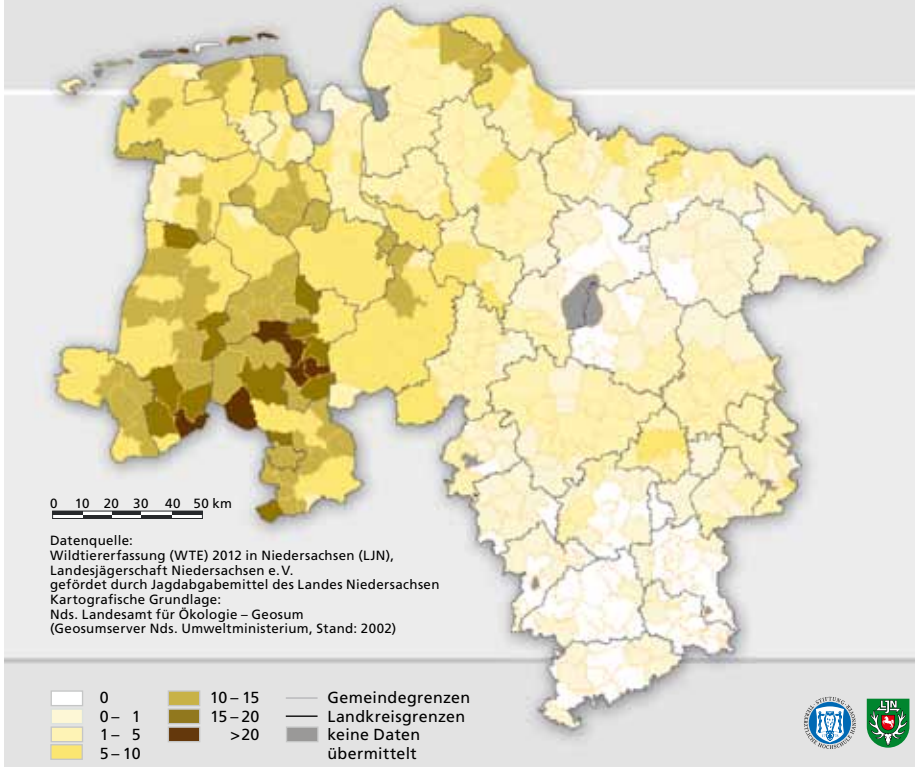 0 10 20 30 40 50 km
Datenquelle:
Wildtiererfassung (WTE) 2012 in Niedersachsen (LJN),
Landesjägerschaft Niedersachsen e. V.
gefördet durch Jagdabgabemittel des Landes Niedersachsen
Kartografische Grundlage:
Nds. Landesamt für Ökologie – Geosum
(Geosumserver Nds. Umweltministerium, Stand: 2002)
0
0 – 1
1 – 5
5 – 10
10 – 15
15 – 20
>20
Gemeindegrenzen
Landkreisgrenzen
keine Daten
übermittelt
LJN